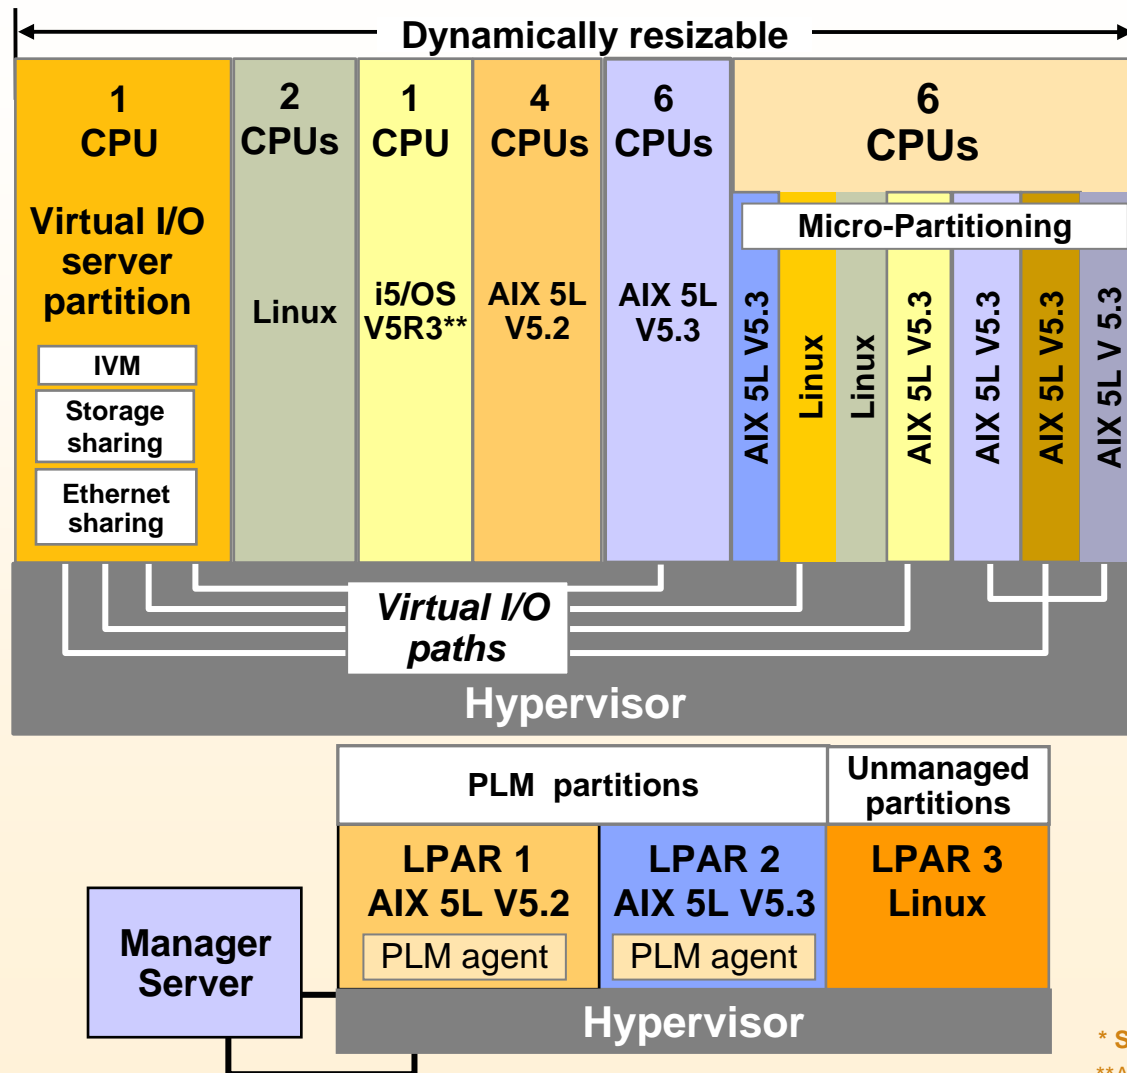 Dynamically resizable
1
CPU
2
CPUs
1
CPU
4
CPUs
6
CPUs
6
CPUs
Virtual I/O
server
partition
IVM
Storage
sharing
Ethernet
sharing
Linux
i5/OS
V5R3**
AIX 5L
V5.2
AIX 5L
V5.3
Micro-Partitioning
AIX 5L V5.3
Linux
Linux
AIX 5L V5.3
AIX 5L V5.3
AIX 5L V5.3
AIX 5L V 5.3
Virtual I/O
paths
Hypervisor
PLM partitions
Unmanaged
partitions
LPAR 1
AIX 5L V5.2
PLM agent
LPAR 2
AIX 5L V5.3
PLM agent
LPAR 3
Linux
Manager
Server
Hypervisor
* S